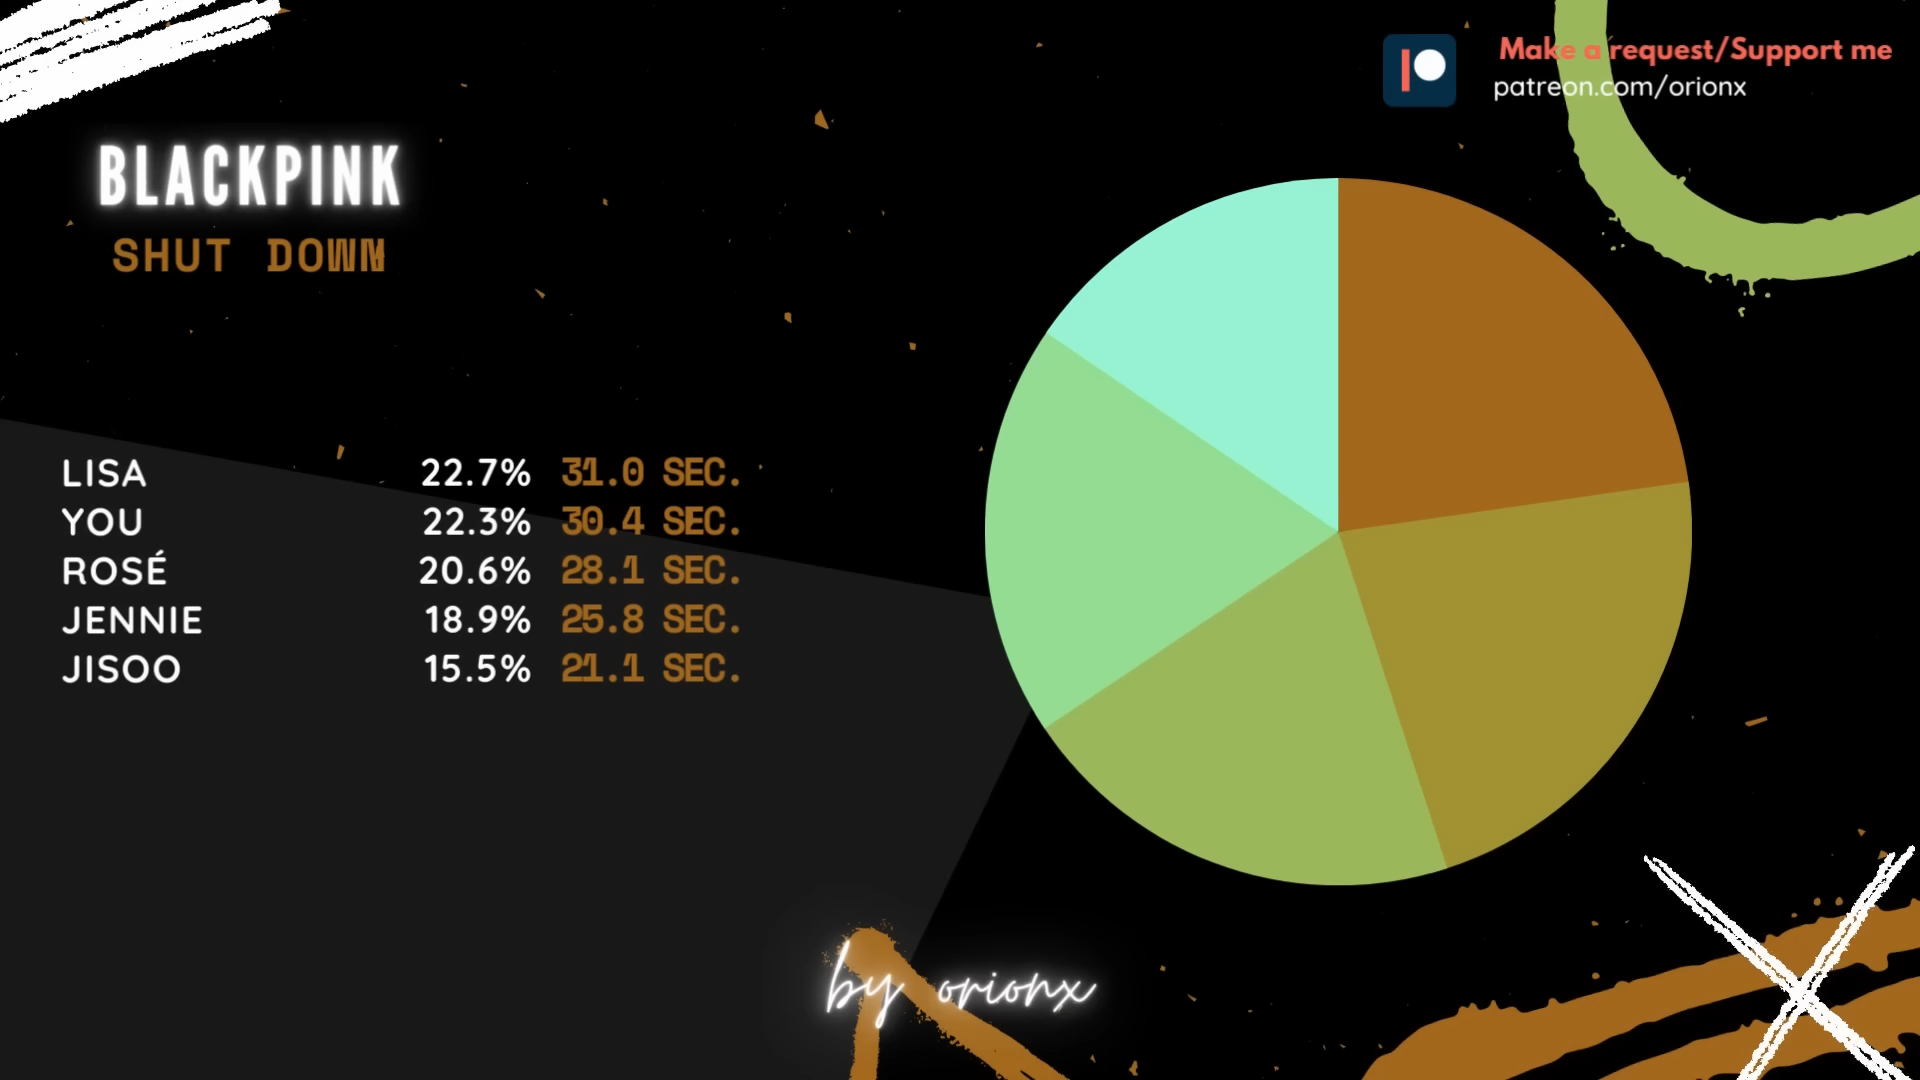 Make a request/Support me
patreon.com/orionx
BLACKPINK
SHUT DOWN
LISA 22.7% 31.0 SEC.
YOU 22.3% 30.4 SEC.
ROSÉ 20.6% 28.1 SEC.
JENNIE 18.9% 25.8 SEC.
JISOO 15.5% 21.1 SEC.
by orionx